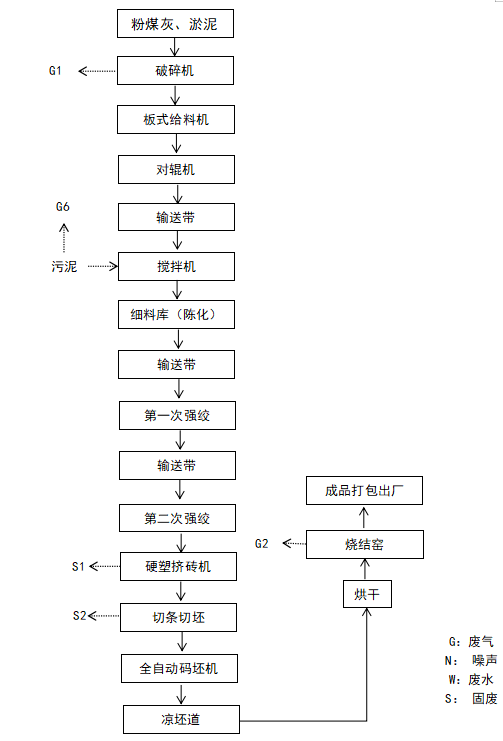 粉煤灰、淤泥
G1
破碎机
板式给料机
对辊机
G6
输送带
污泥
搅拌机
细料库（陈化）
输送带
第一次强绞
输送带
第二次强绞
S1
硬塑挤砖机
S2
切条切坯
全自动码坯机
凉坯道
成品打包出厂
G2
烧结窑
烘干
G：废气
N： 噪声
W：废水
S： 固废